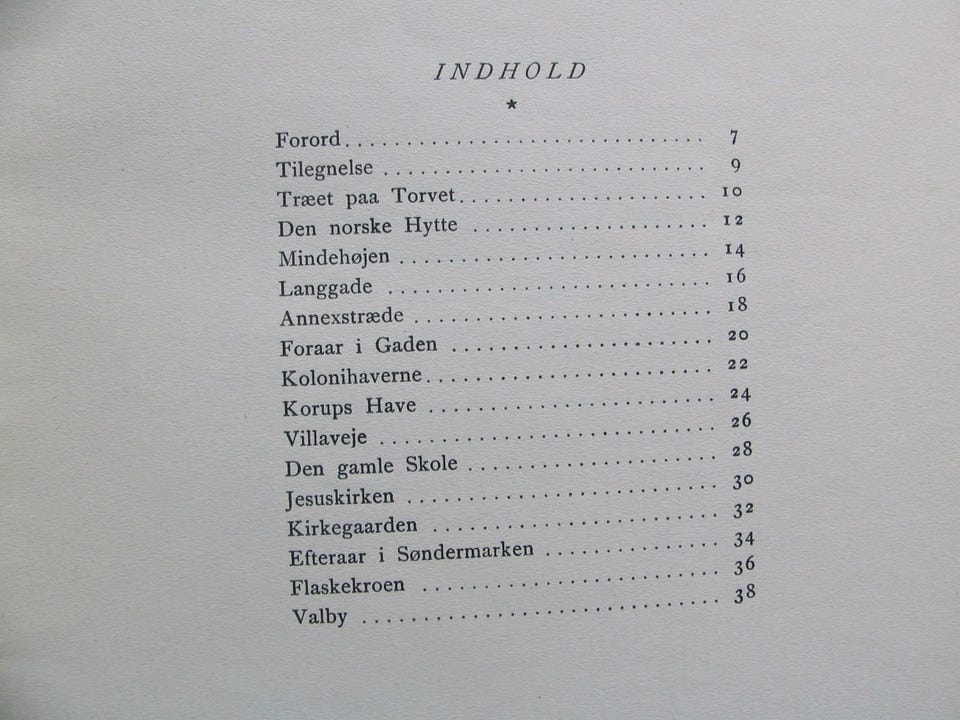 INDHOLD
*
Forord . . . . . . . . . . . . . . . . . . . . . . . . . . . . . . 7
Tilegnelse . . . . . . . . . . . . . . . . . . . . . . . . . . . 9
Træet paa Torvet . . . . . . . . . . . . . . . . . . . . . 10
Den norske Hytte . . . . . . . . . . . . . . . . . . . . 12
Mindehøjen . . . . . . . . . . . . . . . . . . . . . . . . . . 14
Langgade . . . . . . . . . . . . . . . . . . . . . . . . . . . 16
Annexstræde . . . . . . . . . . . . . . . . . . . . . . . . . 18
Foraar i Gaden . . . . . . . . . . . . . . . . . . . . . . 20
Kolonihaverne . . . . . . . . . . . . . . . . . . . . . . . . 22
Korups Have . . . . . . . . . . . . . . . . . . . . . . . . 24
Villaveje . . . . . . . . . . . . . . . . . . . . . . . . . . . . 26
Den gamle Skole . . . . . . . . . . . . . . . . . . . . . 28
Jesuskirken . . . . . . . . . . . . . . . . . . . . . . . . . . 30
Kirkegaarden . . . . . . . . . . . . . . . . . . . . . . . . 32
Efteraar i Søndermarken . . . . . . . . . . . . . . . 34
Flaskekroen . . . . . . . . . . . . . . . . . . . . . . . . . 36
Valby . . . . . . . . . . . . . . . . . . . . . . . . . . . . . . 38